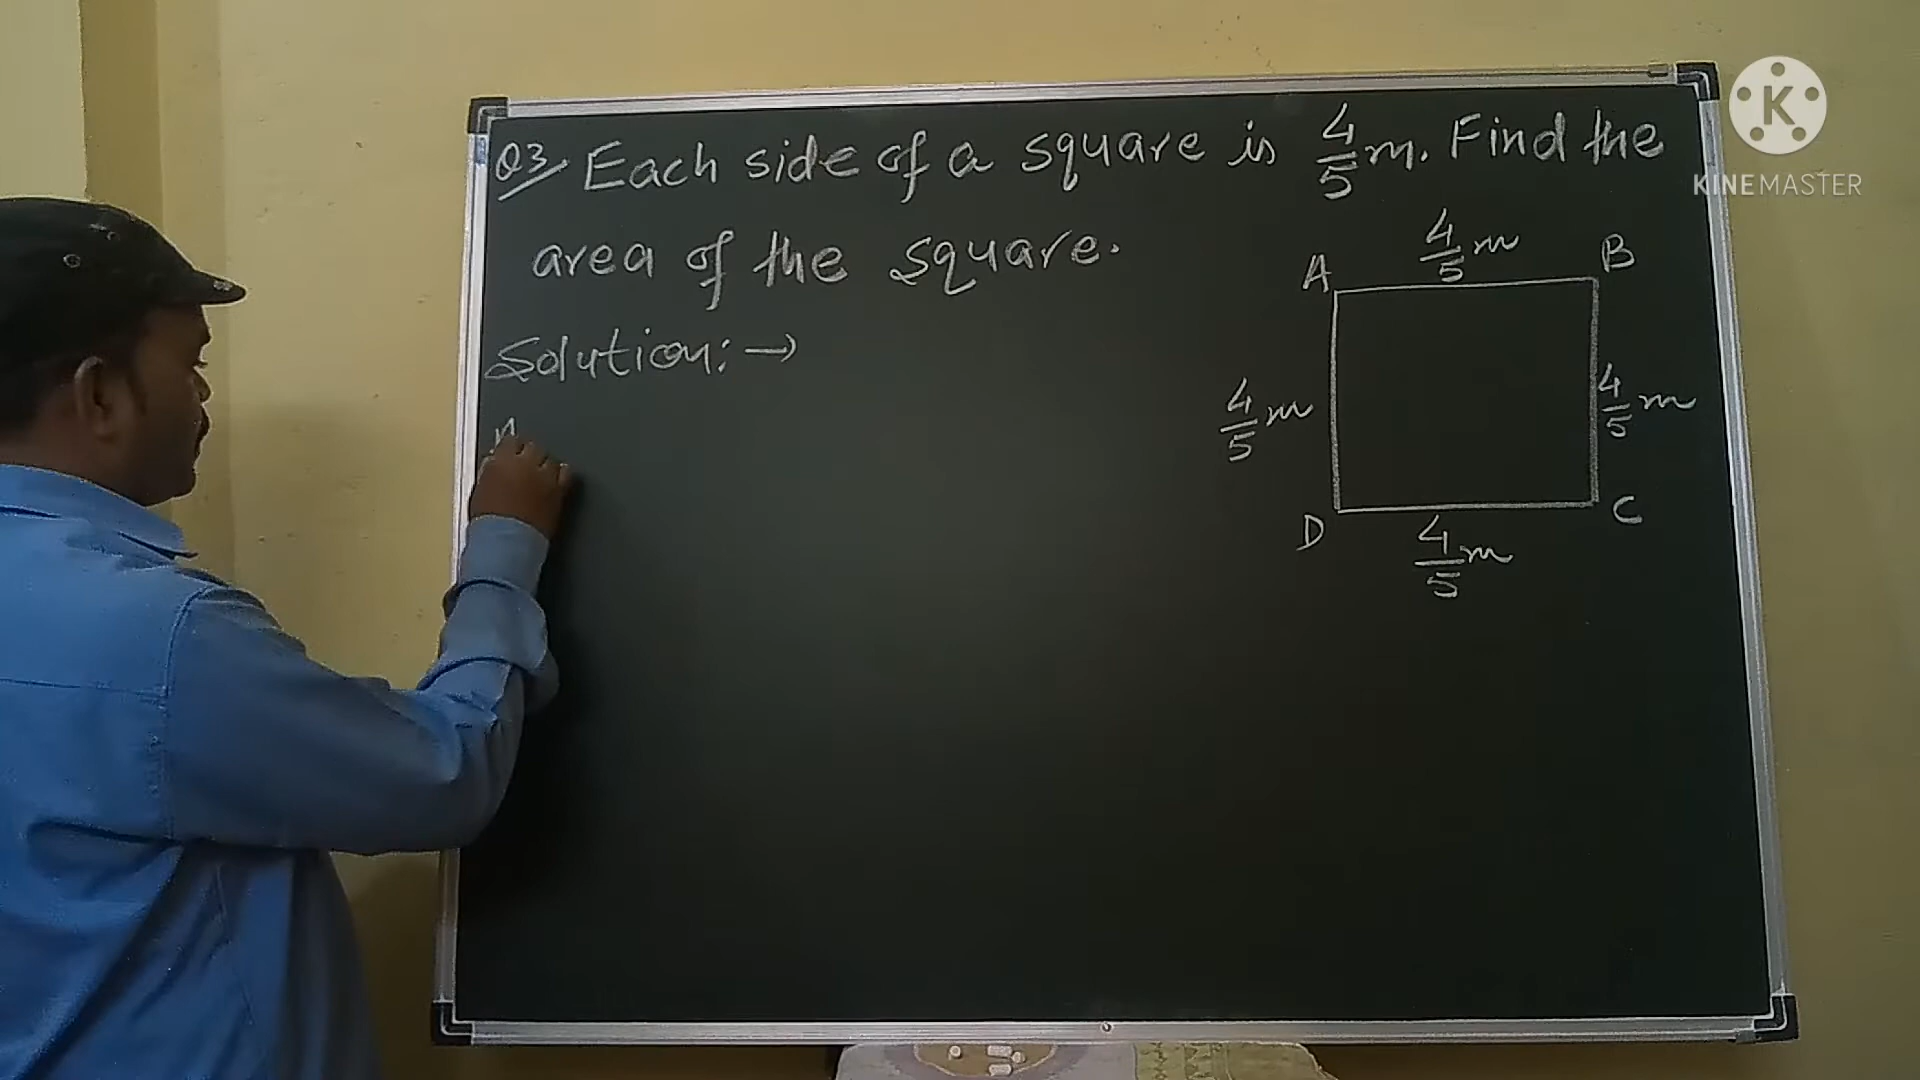 Q3. Each side of a square is 4/5 m. Find the
area of the square.
Solution:→
4/5 m
A
B
4/5 m
4/5 m
D
C
4/5 m
K
KINEMASTER